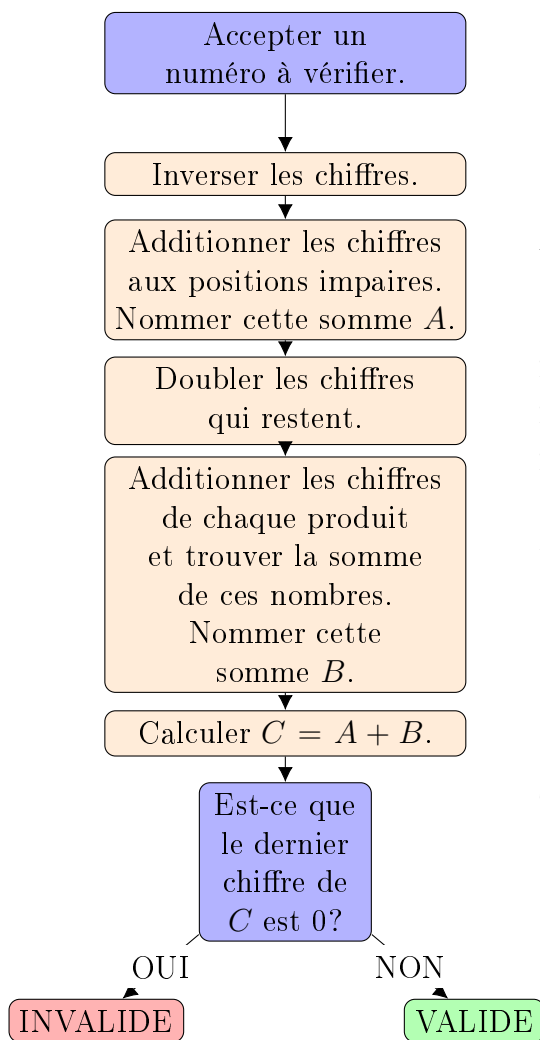 Accepter un
numéro à vérifier.
Inverser les chiffres.
Additionner les chiffres
aux positions impaires.
Nommer cette somme A.
Doubler les chiffres
qui restent.
Additionner les chiffres
de chaque produit
et trouver la somme
de ces nombres.
Nommer cette
somme B.
Calculer C = A + B.
Est-ce que
le dernier
chiffre de
C est 0?
OUI
NON
INVALIDE
VALIDE